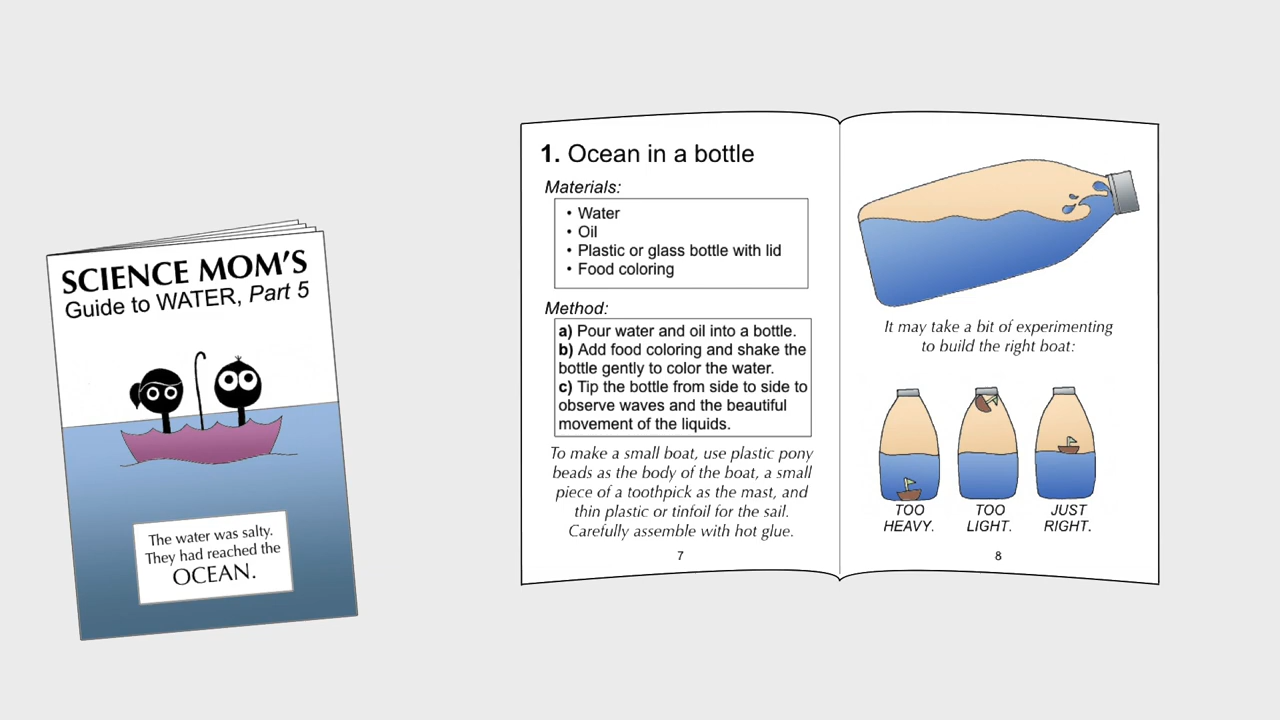 SCIENCE MOM'S
Guide to WATER, Part 5
The water was salty.
They had reached the
OCEAN.
1. Ocean in a bottle
Materials:
• Water
• Oil
• Plastic or glass bottle with lid
• Food coloring
Method:
a) Pour water and oil into a bottle.
b) Add food coloring and shake the
bottle gently to color the water.
c) Tip the bottle from side to side to
observe waves and the beautiful
movement of the liquids.
To make a small boat, use plastic pony
beads as the body of the boat, a small
piece of a toothpick as the mast, and
thin plastic or tinfoil for the sail.
Carefully assemble with hot glue.
7
It may take a bit of experimenting
to build the right boat:
TOO
HEAVY.
TOO
LIGHT.
JUST
RIGHT.
8